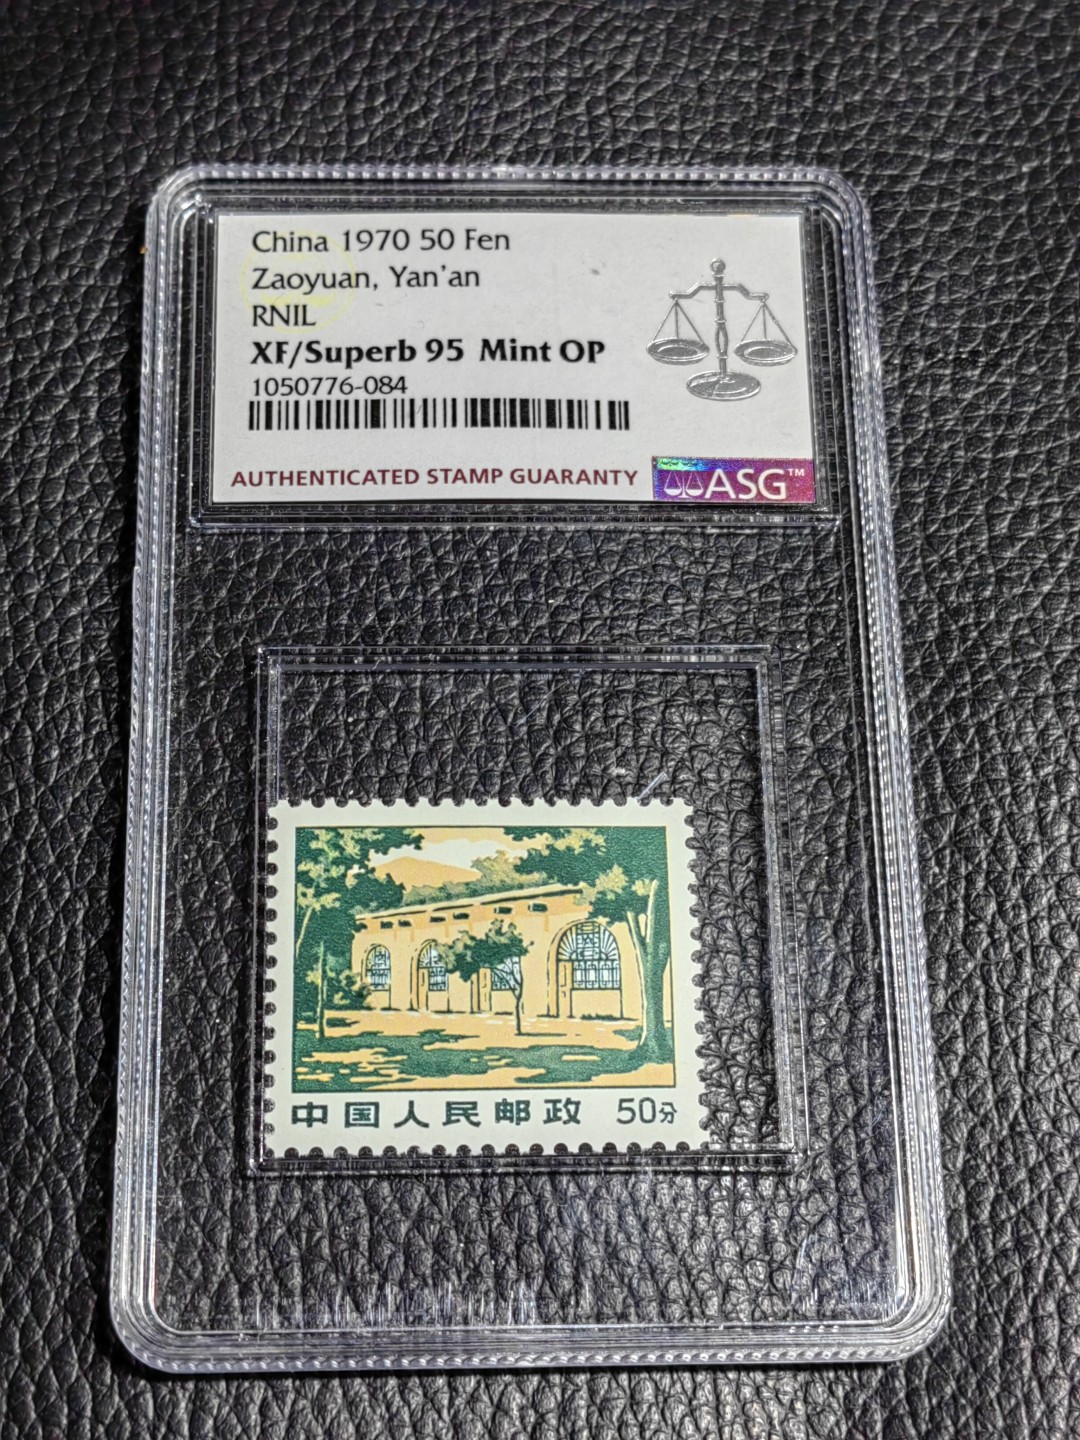 China 1970 50 Fen
Zaoyuan, Yan'an
RNIL
XF/Superb 95 Mint OP
1050776-084
AUTHENTICATED STAMP GUARANTY
ASG™
中国人民邮政 50分